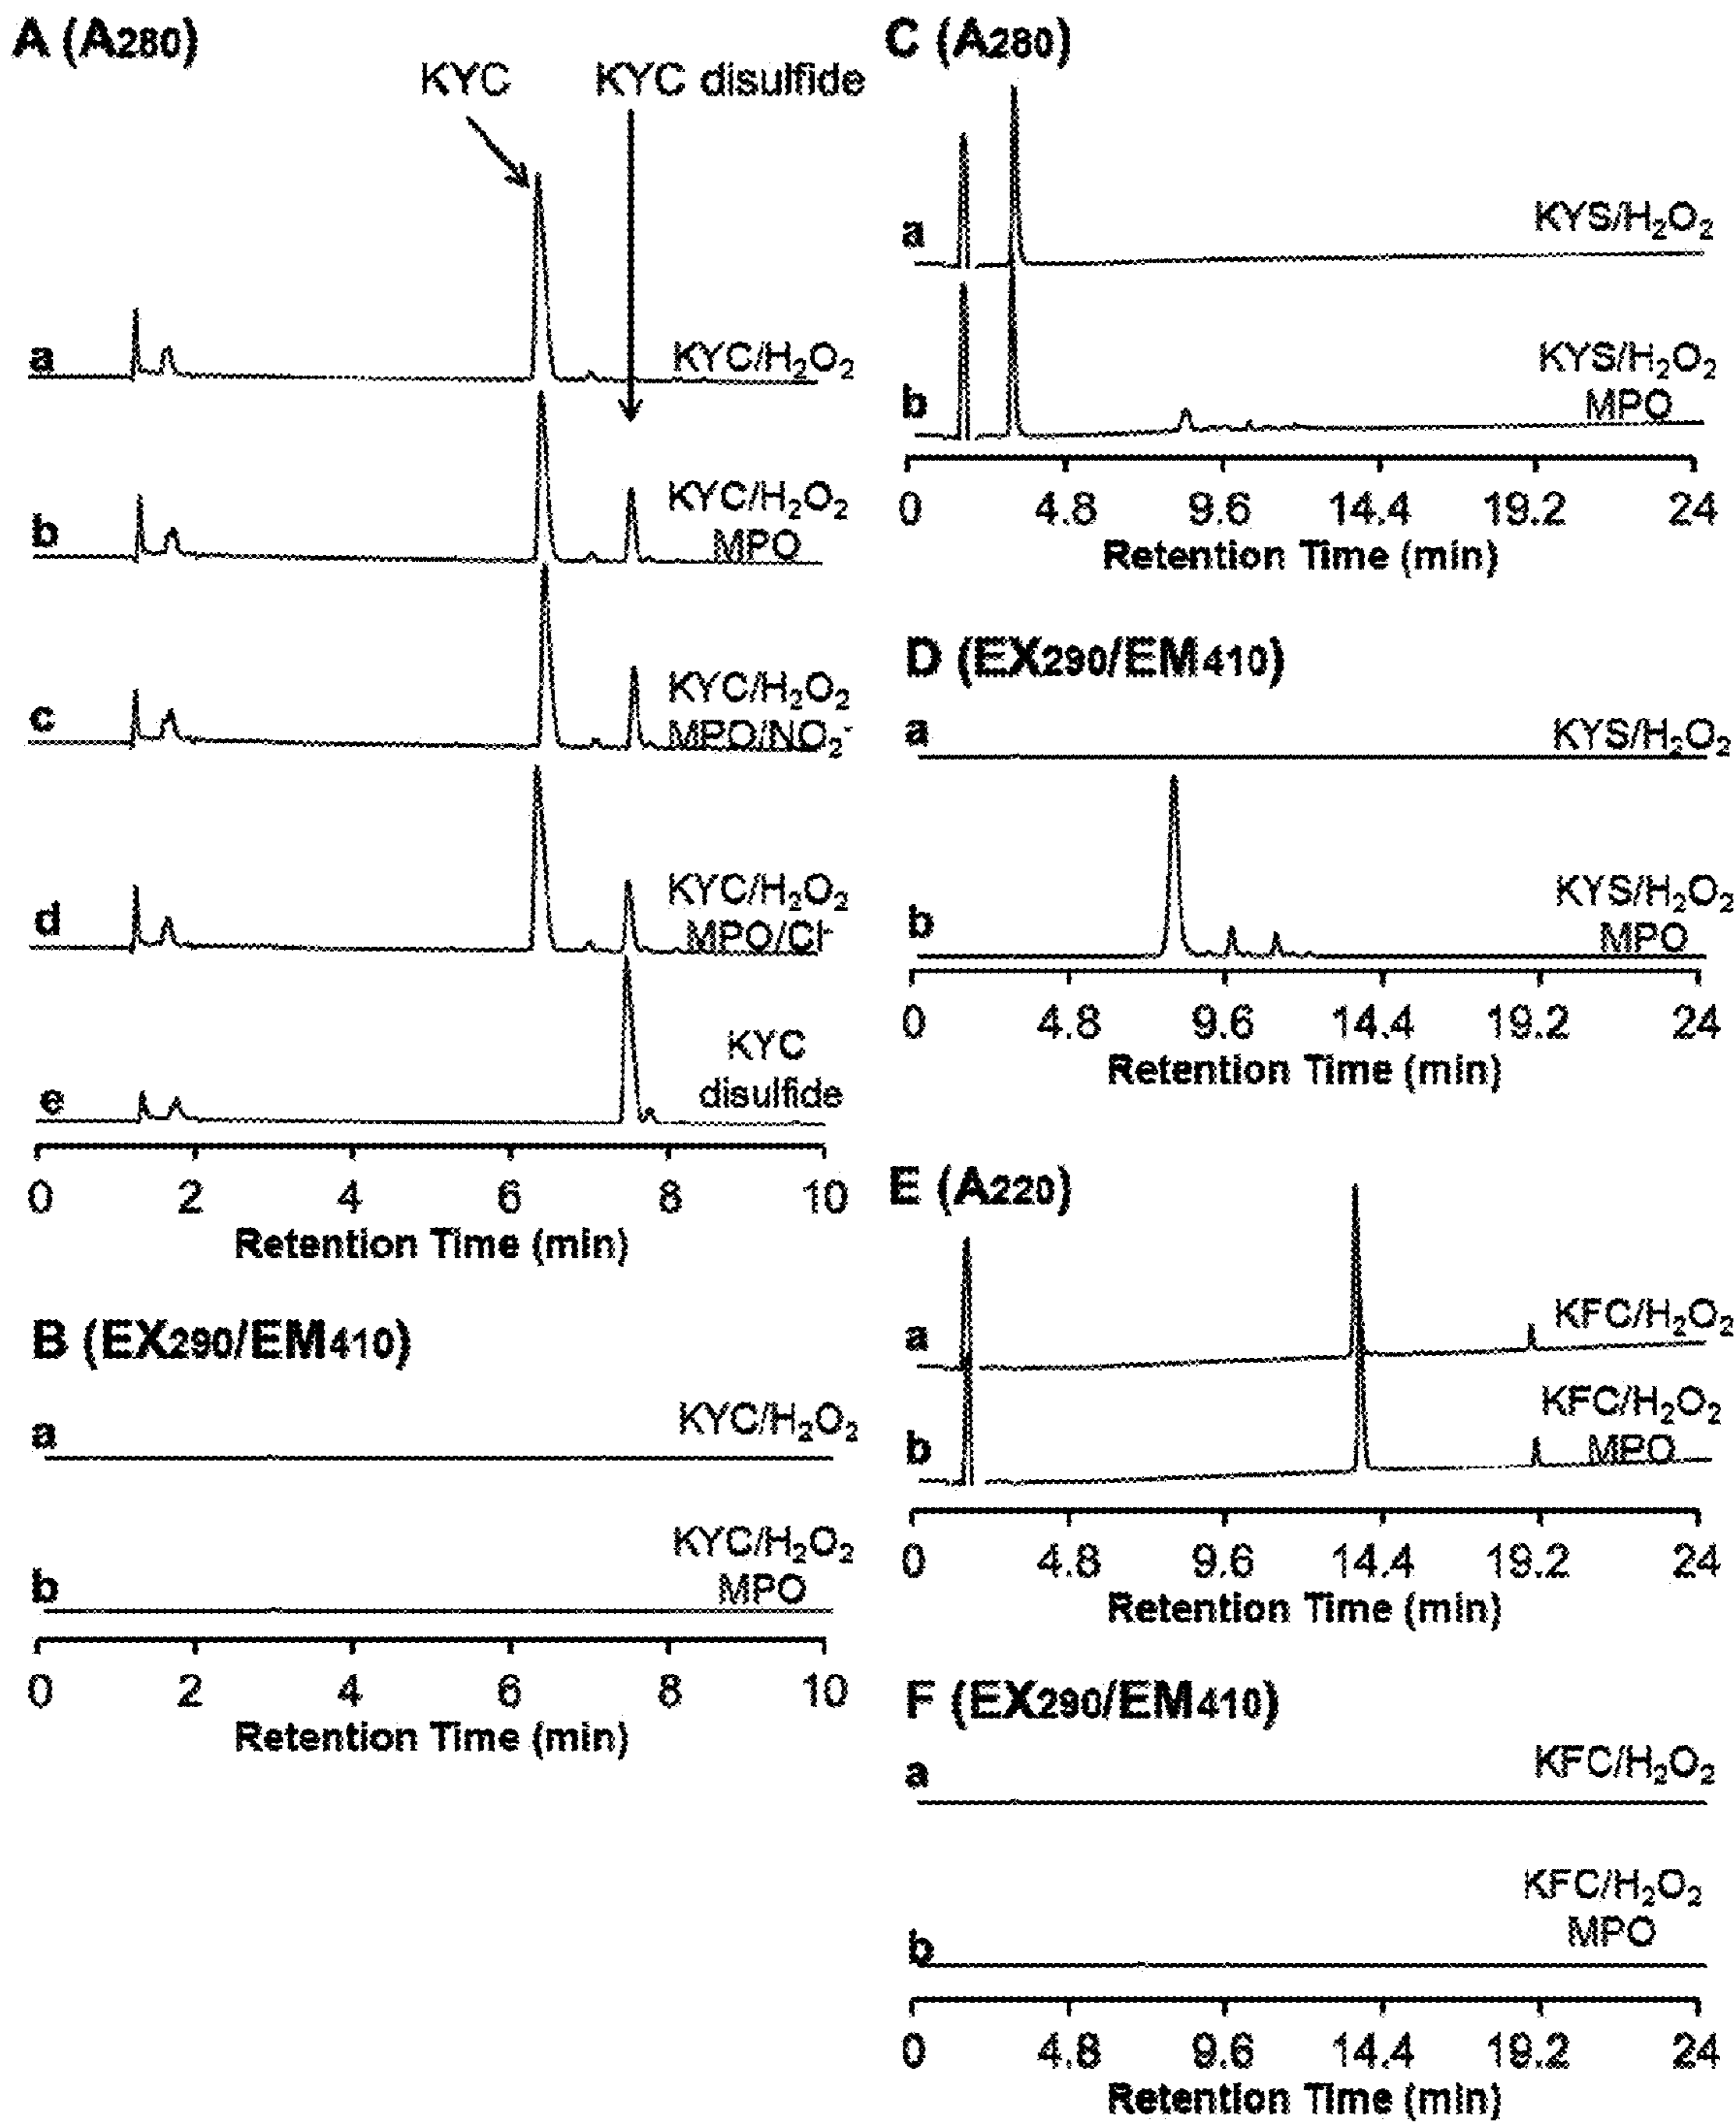 A (A280)
KYC
KYC disulfide
a
KYC/H₂O₂
b
KYC/H₂O₂
MPO
c
KYC/H₂O₂
MPO/NO₂⁻
d
KYC/H₂O₂
MPO/Cl⁻
e
KYC
disulfide
0 2 4 6 8 10
Retention Time (min)
B (EX290/EM410)
a
KYC/H₂O₂
b
KYC/H₂O₂
MPO
0 2 4 6 8 10
Retention Time (min)
C (A280)
a
KYS/H₂O₂
b
KYS/H₂O₂
MPO
0 4.8 9.6 14.4 19.2 24
Retention Time (min)
D (EX290/EM410)
a
KYS/H₂O₂
b
KYS/H₂O₂
MPO
0 4.8 9.6 14.4 19.2 24
Retention Time (min)
E (A220)
a
KFC/H₂O₂
b
KFC/H₂O₂
MPO
0 4.8 9.6 14.4 19.2 24
Retention Time (min)
F (EX290/EM410)
a
KFC/H₂O₂
b
KFC/H₂O₂
MPO
0 4.8 9.6 14.4 19.2 24
Retention Time (min)